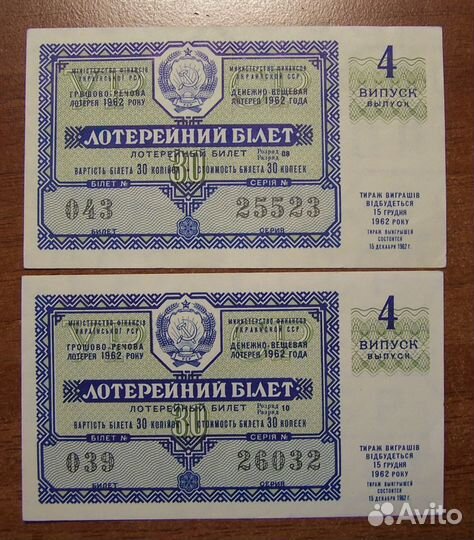 МІНІСТЕРСТВО ФІНАНСІВ
УКРАЇНСЬКОЇ РСР
ГРОШОВО-РЕЧОВА
ЛОТЕРЕЯ 1962 РОКУ
МИНИСТЕРСТВО ФИНАНСОВ
УКРАИНСКОЙ ССР
ДЕНЕЖНО-ВЕЩЕВАЯ
ЛОТЕРЕЯ 1962 ГОДА
ЛОТЕРЕЙНИЙ БІЛЕТ
ЛОТЕРЕЙНЫЙ БИЛЕТ
Розряд 08
Разряд
ВАРТІСТЬ БІЛЕТА 30 КОПІЙОК СТОИМОСТЬ БИЛЕТА 30 КОПЕЕК
30
БІЛЕТ № СЕРІЯ №
043 25523
БИЛЕТ СЕРИЯ
4
ВИПУСК
ВЫПУСК
ТИРАЖ ВИГРАШІВ
ВІДБУДЕТЬСЯ
15 ГРУДНЯ
1962 РОКУ
ТИРАЖ ВЫИГРЫШЕЙ
СОСТОИТСЯ
15 ДЕКАБРЯ 1962 Г.
МІНІСТЕРСТВО ФІНАНСІВ
УКРАЇНСЬКОЇ РСР
ГРОШОВО-РЕЧОВА
ЛОТЕРЕЯ 1962 РОКУ
МИНИСТЕРСТВО ФИНАНСОВ
УКРАИНСКОЙ ССР
ДЕНЕЖНО-ВЕЩЕВАЯ
ЛОТЕРЕЯ 1962 ГОДА
ЛОТЕРЕЙНИЙ БІЛЕТ
ЛОТЕРЕЙНЫЙ БИЛЕТ
Розряд 10
Разряд
ВАРТІСТЬ БІЛЕТА 30 КОПІЙОК СТОИМОСТЬ БИЛЕТА 30 КОПЕЕК
30
БІЛЕТ № СЕРІЯ №
039 26032
БИЛЕТ СЕРИЯ
4
ВИПУСК
ВЫПУСК
ТИРАЖ ВИГРАШІВ
ВІДБУДЕТЬСЯ
15 ГРУДНЯ
1962 РОКУ
ТИРАЖ ВЫИГРЫШЕЙ
СОСТОИТСЯ
15 ДЕКАБРЯ 1962 Г.
Avito